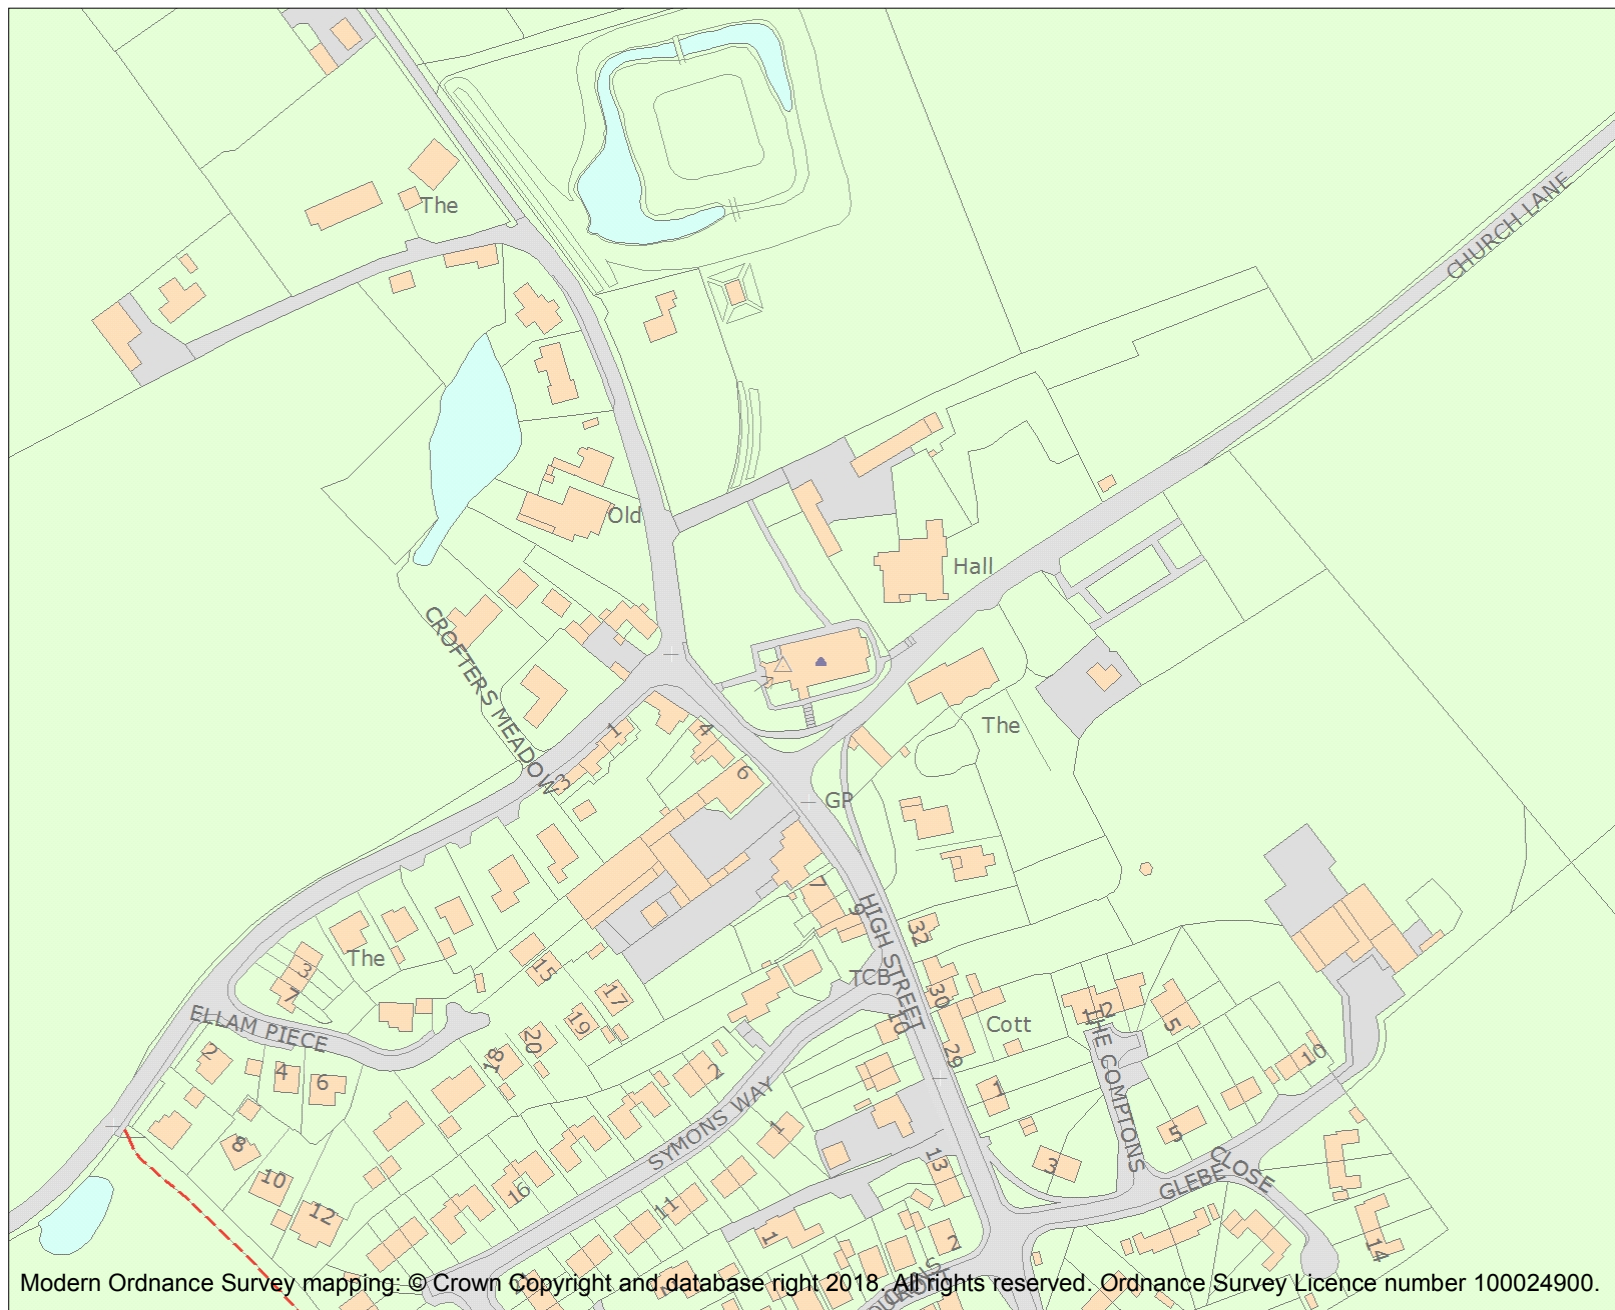 The
CHURCH LANE
Old
Hall
CROFTERS MEADOW
1
3
4
6
The
GP
7
9
HIGH STREET
32
The
3
7
15
17
TCB
30
ELLAM PIECE
19
20
18
10
Cott
29
1 2
5
THE COMPTONS
10
2
4
6
2
1
1
SYMONS WAY
8
10
12
16
11
13
3
5
GLEBE CLOSE
1
2
14
Modern Ordnance Survey mapping: © Crown Copyright and database right 2018. All rights reserved. Ordnance Survey Licence number 100024900.